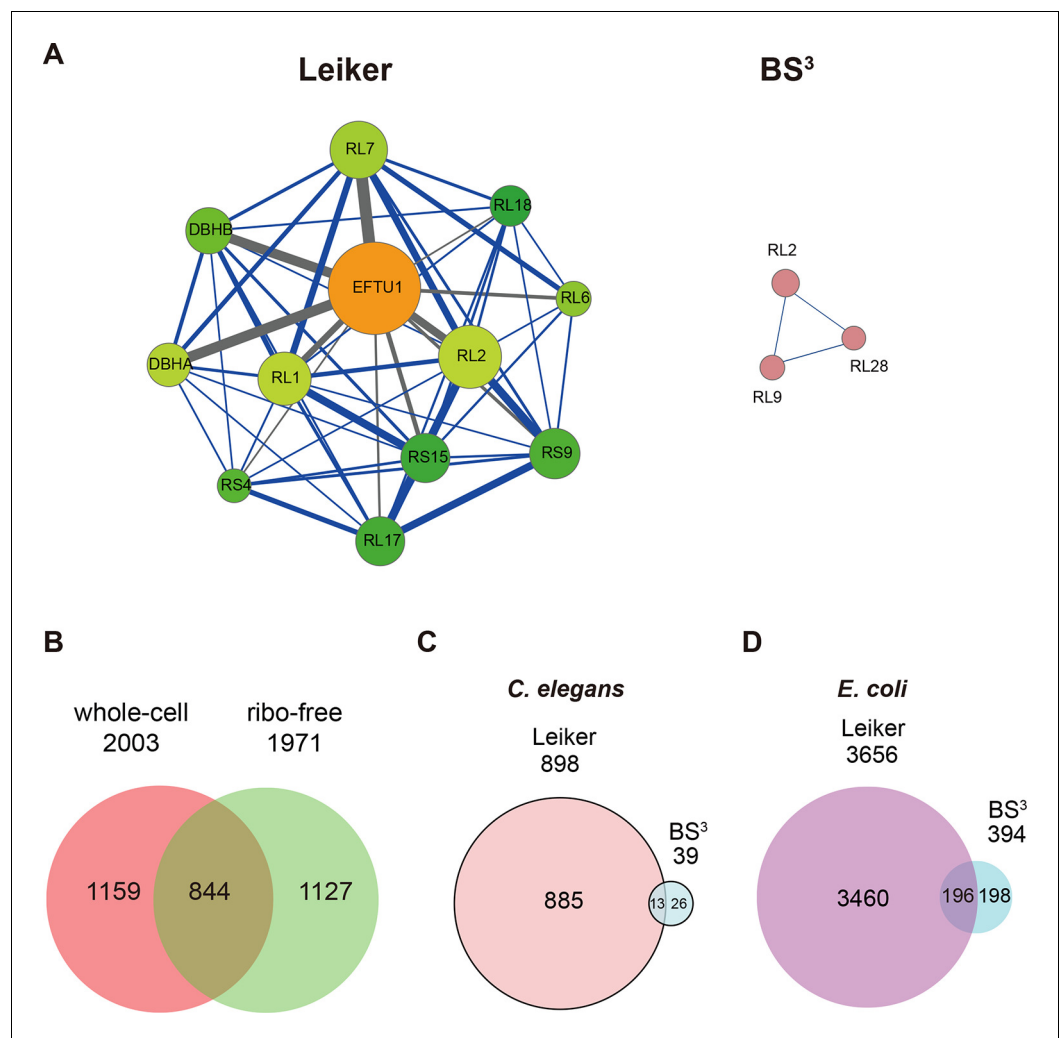 A
Leiker
BS³
RL7
RL18
DBHB
RL2
EFTU1
RL6
RL28
DBHA
RL1
RL2
RL9
RS15
RS9
RS4
RL17
B
C
D
whole-cell
2003
ribo-free
1971
1159
844
1127
C. elegans
Leiker
898
BS³
39
885
13
26
E. coli
Leiker
3656
BS³
394
3460
196
198